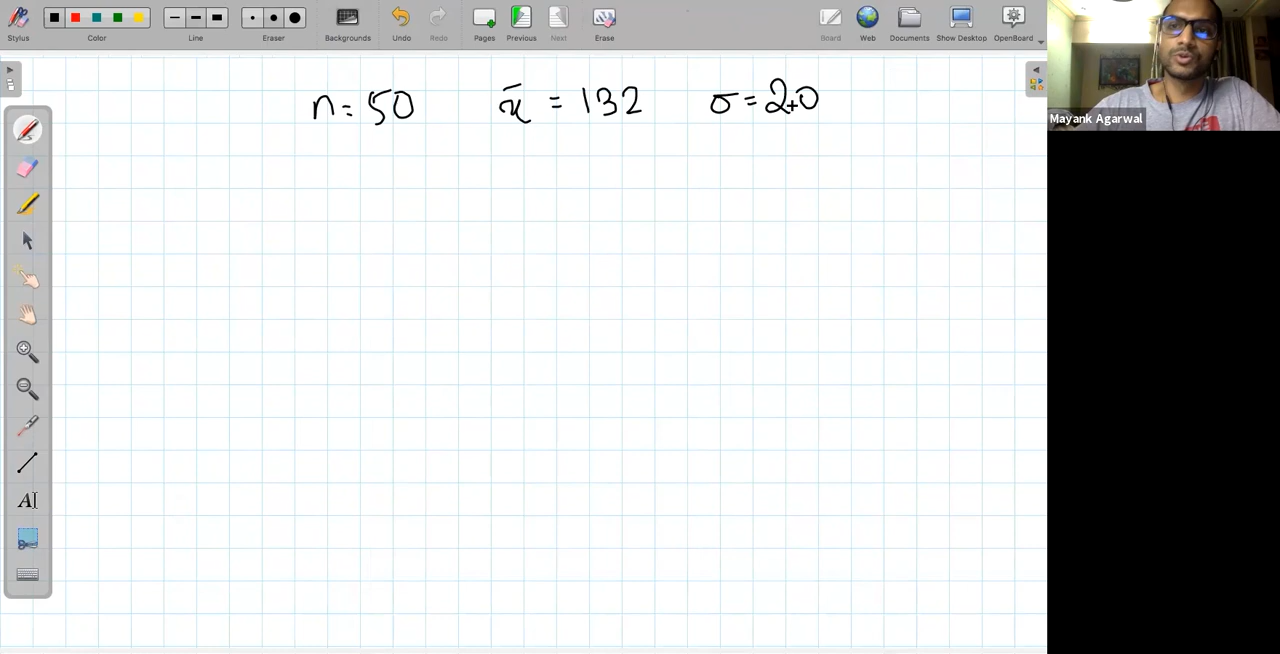 Stylus Color Line Eraser Backgrounds Undo Redo Pages Previous Next Erase Board Web Documents Show Desktop OpenBoard
n = 50 x̄ = 132 σ = 20
Mayank Agarwal
A